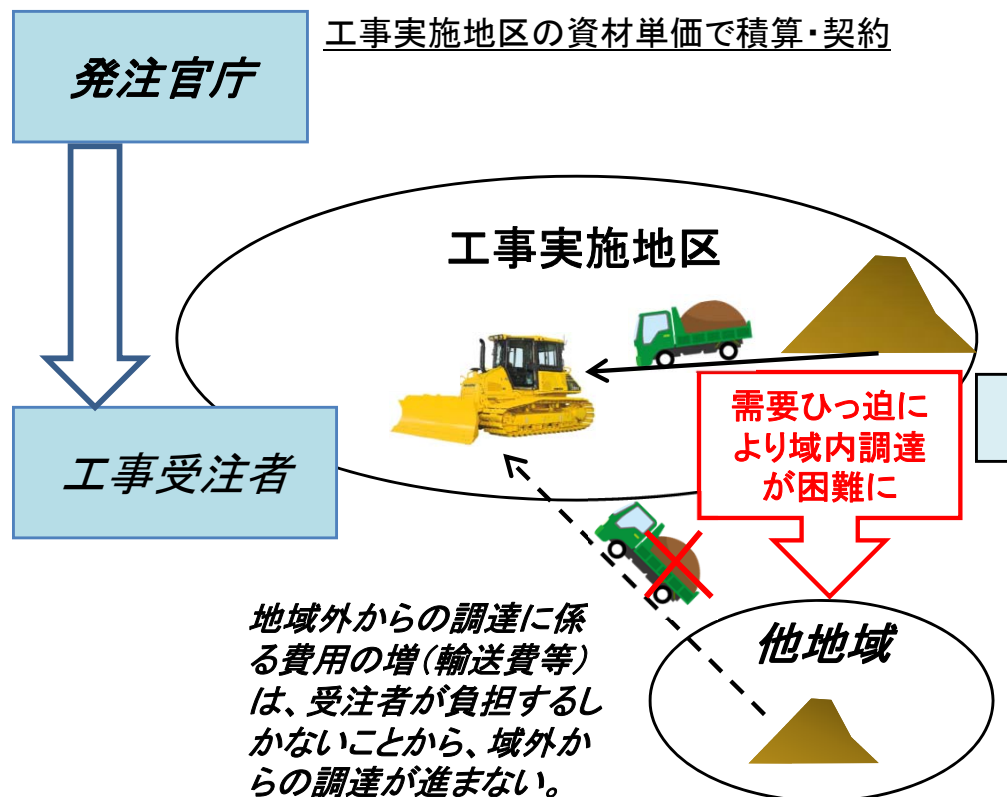 工事実施地区の資材単価で積算・契約
発注官庁
工事実施地区
需要ひっ迫に
より域内調達
が困難に
工事受注者
地域外からの調達に係
る費用の増(輸送費等)
は、受注者が負担するし
かないことから、域外か
らの調達が進まない。
他地域